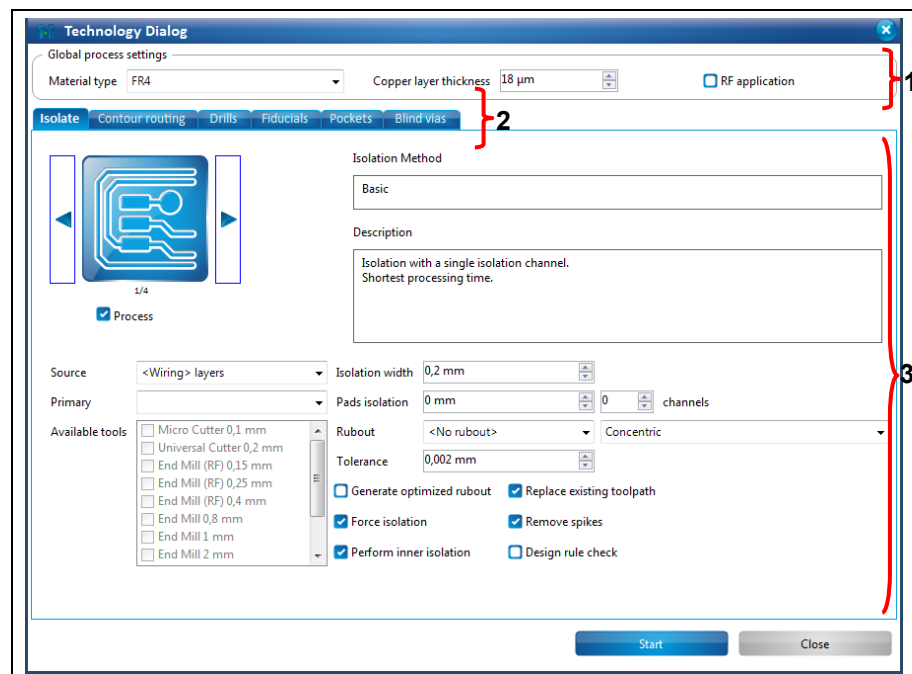 Technology Dialog
Global process settings
Material type FR4 Copper layer thickness 18 µm RF application
1
Isolate Contour routing Drills Fiducials Pockets Blind vias
2
Isolation Method
Basic
Description
Isolation with a single isolation channel.
Shortest processing time.
1/4
Process
3
Source <Wiring> layers Isolation width 0,2 mm
Primary Pads isolation 0 mm 0 channels
Available tools Micro Cutter 0,1 mm Rubout <No rubout> Concentric
Universal Cutter 0,2 mm
End Mill (RF) 0,15 mm Tolerance 0,002 mm
End Mill (RF) 0,25 mm
Generate optimized rubout Replace existing toolpath
End Mill (RF) 0,4 mm
End Mill 0,8 mm Force isolation Remove spikes
End Mill 1 mm
End Mill 2 mm Perform inner isolation Design rule check
Start Close